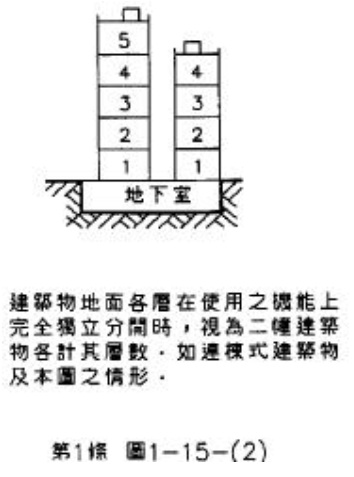 5
4 4
3 3
2 2
1 1
地下室
建築物地面各層在使用之機能上
完全獨立分開時，視為二幢建築
物各計其層數．如連棟式建築物
及本圖之情形．
第1條 圖1-15-(2)